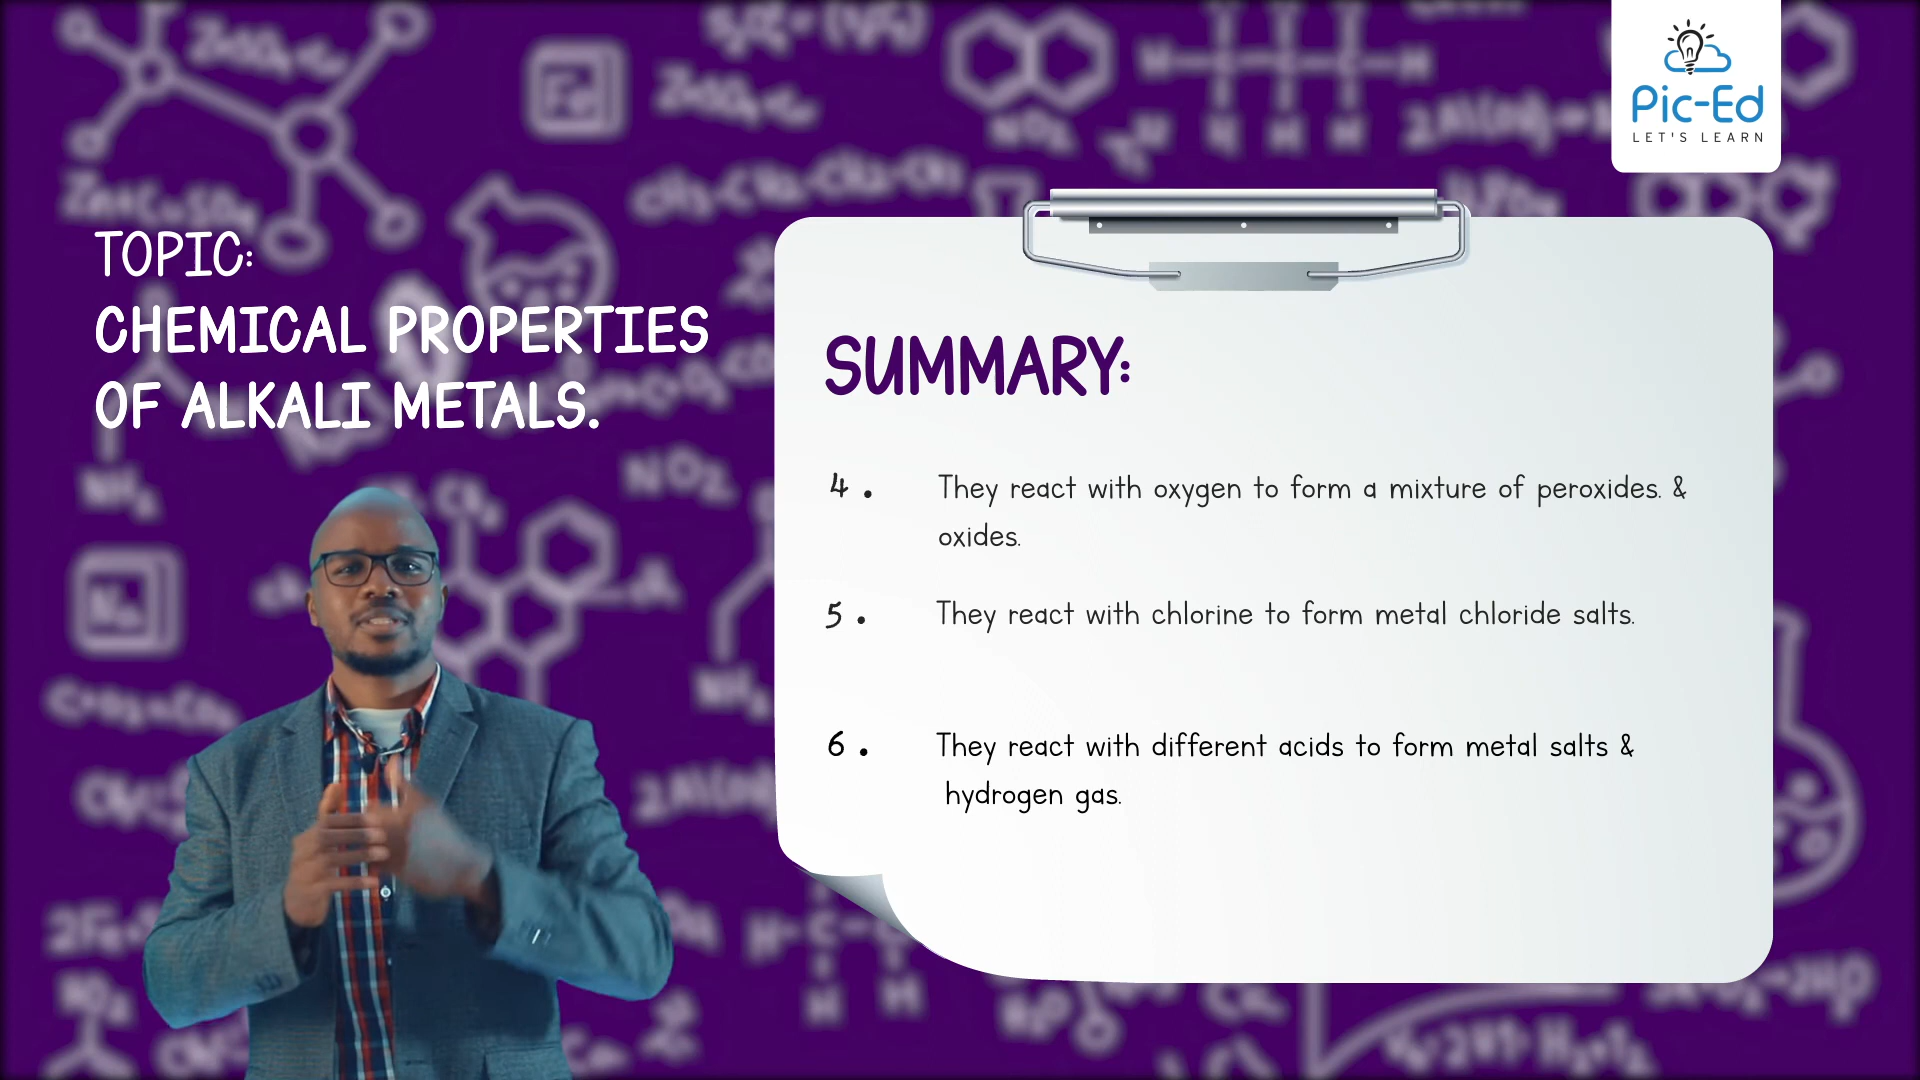 Pic-Ed
LET'S LEARN
TOPIC:
CHEMICAL PROPERTIES
OF ALKALI METALS.
SUMMARY:
4. They react with oxygen to form a mixture of peroxides. &
oxides.
5. They react with chlorine to form metal chloride salts.
6. They react with different acids to form metal salts &
hydrogen gas.